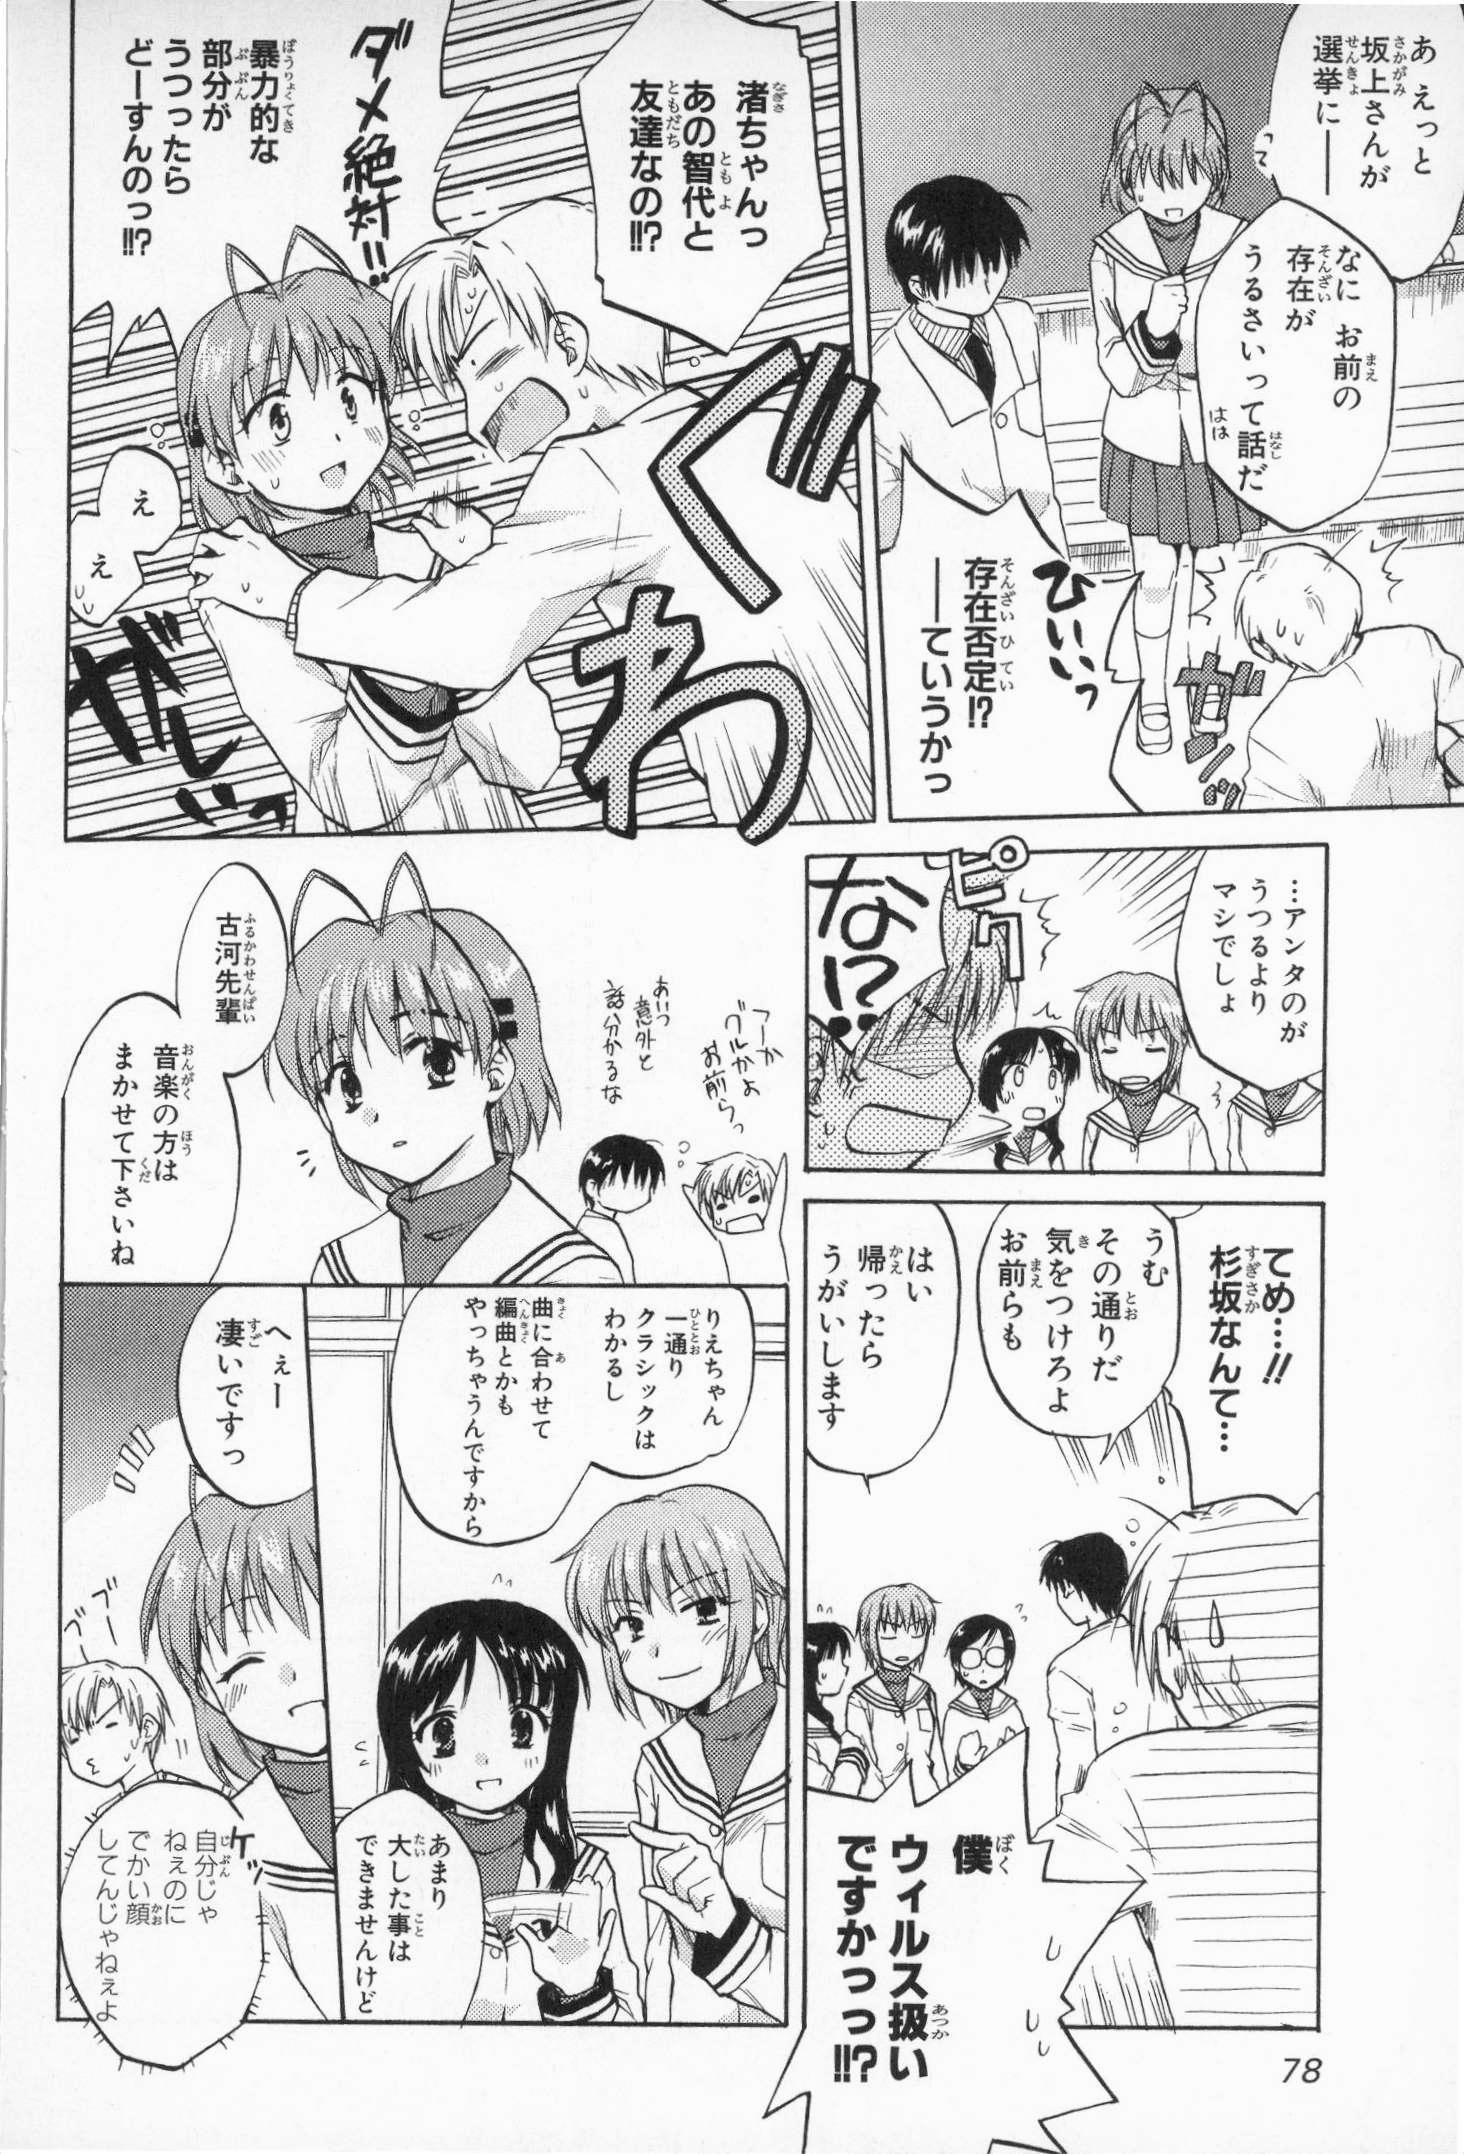 あ えっと
坂上さんが
選挙に――
って
なに お前の
存在が
うるさいって話だ
はは
ガーンッ
ひいぃっ
存在否定!?
――ていうかっ
渚ちゃんっ
あの智代と
友達なの!!?
ダメ絶対!!
暴力的な
部分が
うつったら
どーすんのっ!!?
ぐわ
え
え
がしっ
…アンタのが
うつるより
マシでしょ
ピク
な!?
てめ…!!
杉坂なんて…
うむ
その通りだ
気をつけろよ
お前らも
はい
帰ったら
うがいします
僕
ウィルス扱い
ですかっっ!!?
つーか
グルかよ
お前らっ
あいつ
意外と
話分かるな
古河先輩
音楽の方は
まかせて下さいね
りえちゃん
一通り
クラシックは
わかるし
曲に合わせて
編曲とかも
やっちゃうんですから
あまり
大した事は
できませんけど
へぇー
凄いですっ
ブーブー
ケッ
自分じゃ
ねぇのに
でかい顔
してんじゃねぇよ
78